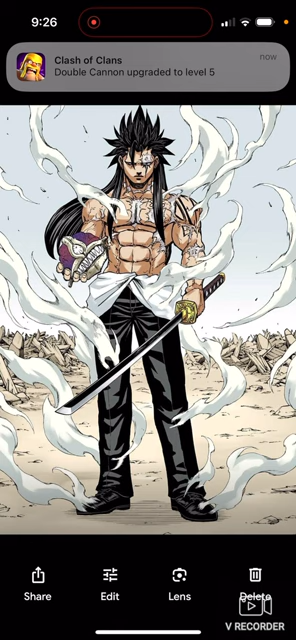 9:26
Clash of Clans
now
Double Cannon upgraded to level 5
Share
Edit
Lens
Delete
V RECORDER